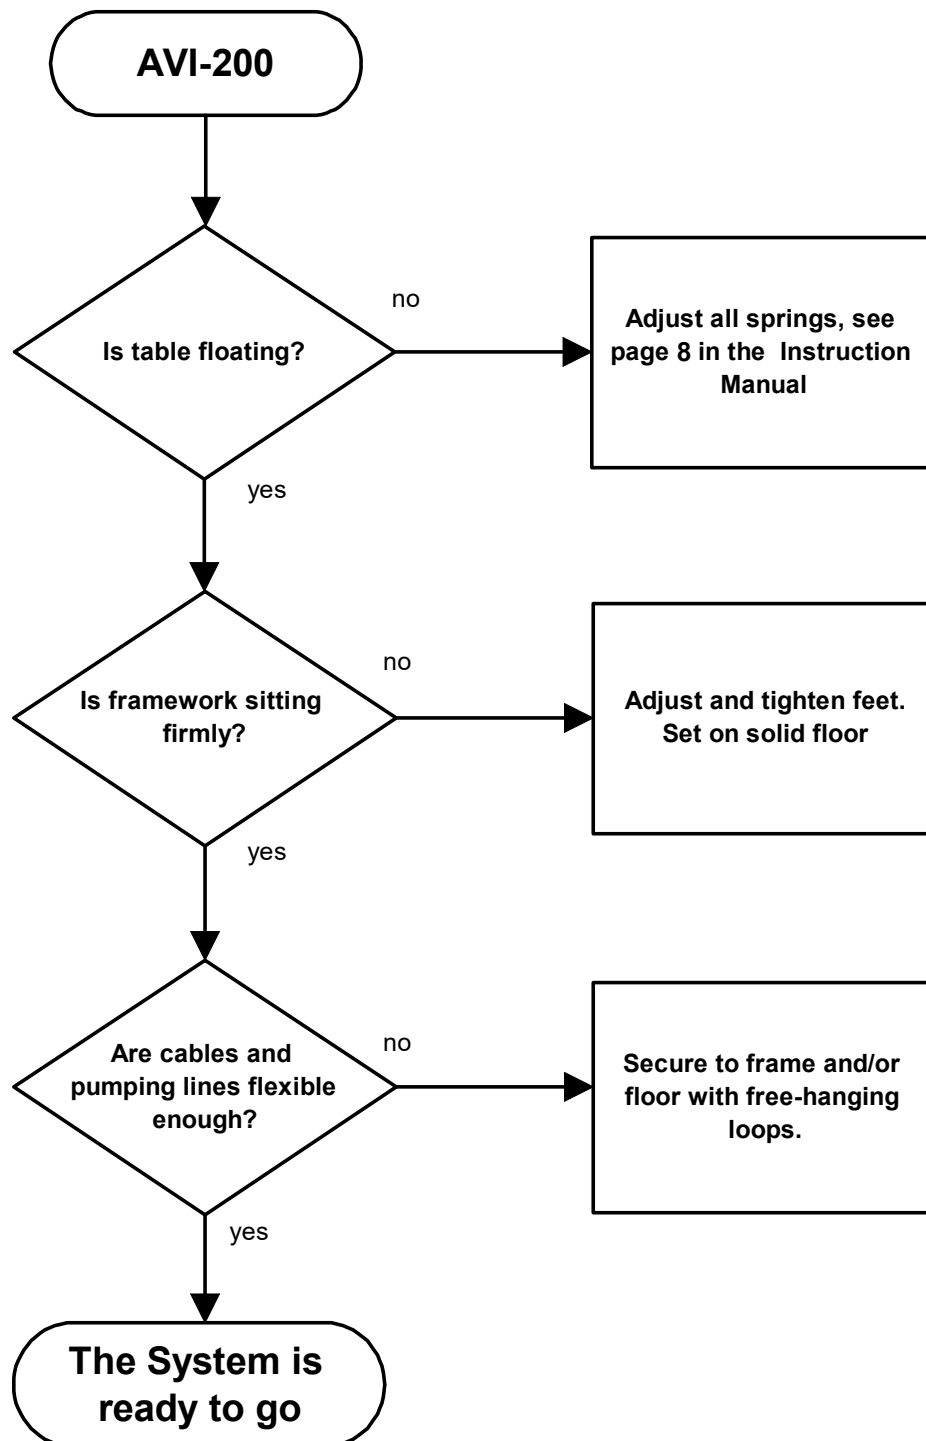 AVI-200
Is table floating?
no
Adjust all springs, see
page 8 in the Instruction
Manual
yes
Is framework sitting
firmly?
no
Adjust and tighten feet.
Set on solid floor
yes
Are cables and
pumping lines flexible
enough?
no
Secure to frame and/or
floor with free-hanging
loops.
yes
The System is
ready to go